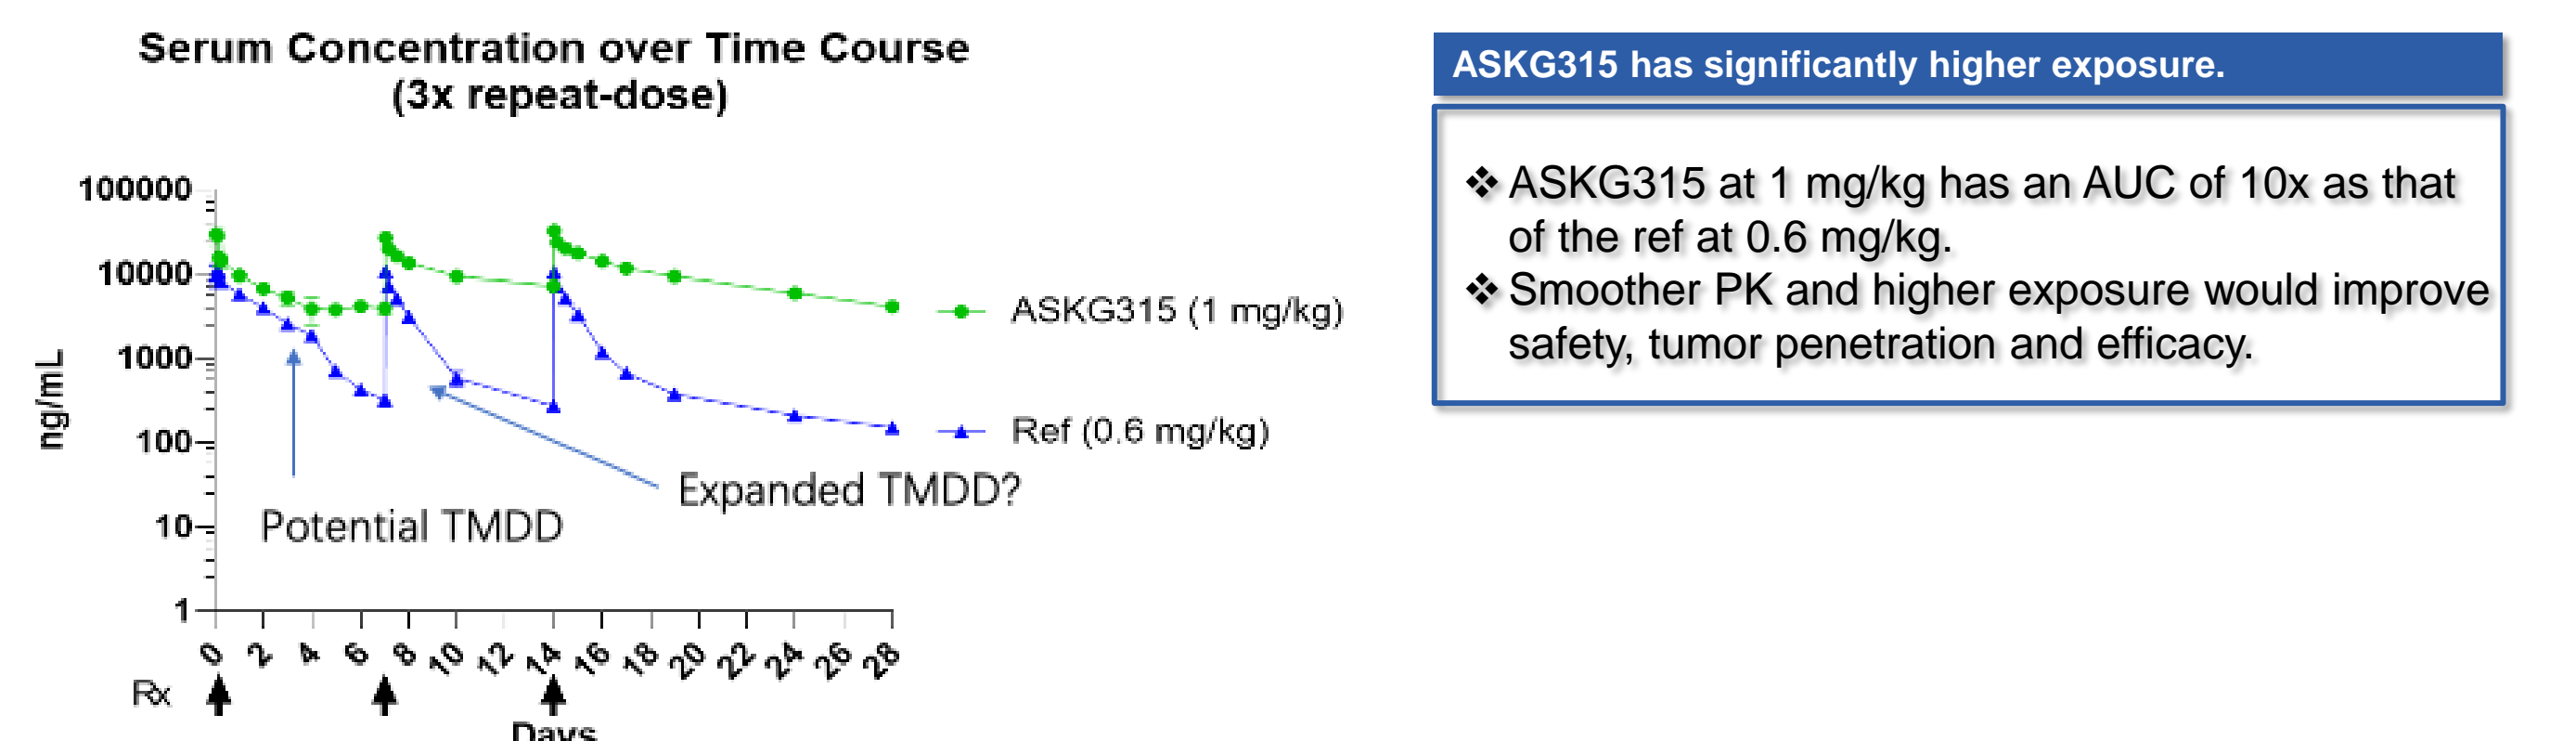 Serum Concentration over Time Course
(3x repeat-dose)
100000
10000
1000
100
10
1
ng/mL
0 2 4 6 8 10 12 14 16 18 20 22 24 26 28
Rx
Days
ASKG315 (1 mg/kg)
Ref (0.6 mg/kg)
Potential TMDD
Expanded TMDD?
ASKG315 has significantly higher exposure.
❖ ASKG315 at 1 mg/kg has an AUC of 10x as that
of the ref at 0.6 mg/kg.
❖ Smoother PK and higher exposure would improve
safety, tumor penetration and efficacy.